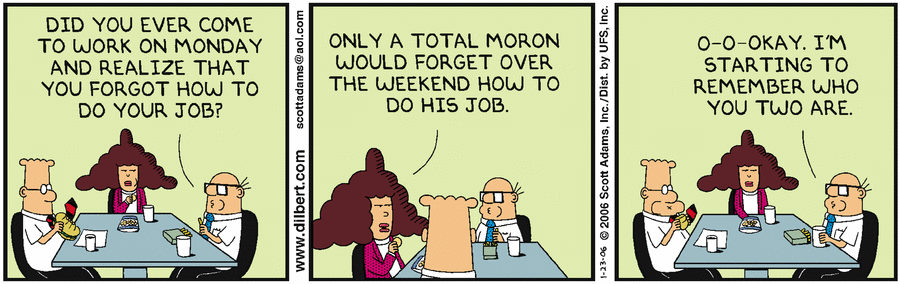 DID YOU EVER COME
TO WORK ON MONDAY
AND REALIZE THAT
YOU FORGOT HOW TO
DO YOUR JOB?
www.dilbert.com
scottadams@aol.com
ONLY A TOTAL MORON
WOULD FORGET OVER
THE WEEKEND HOW TO
DO HIS JOB.
1-23-06 © 2006 Scott Adams, Inc./Dist. by UFS, Inc.
O-O-OKAY. I'M
STARTING TO
REMEMBER WHO
YOU TWO ARE.